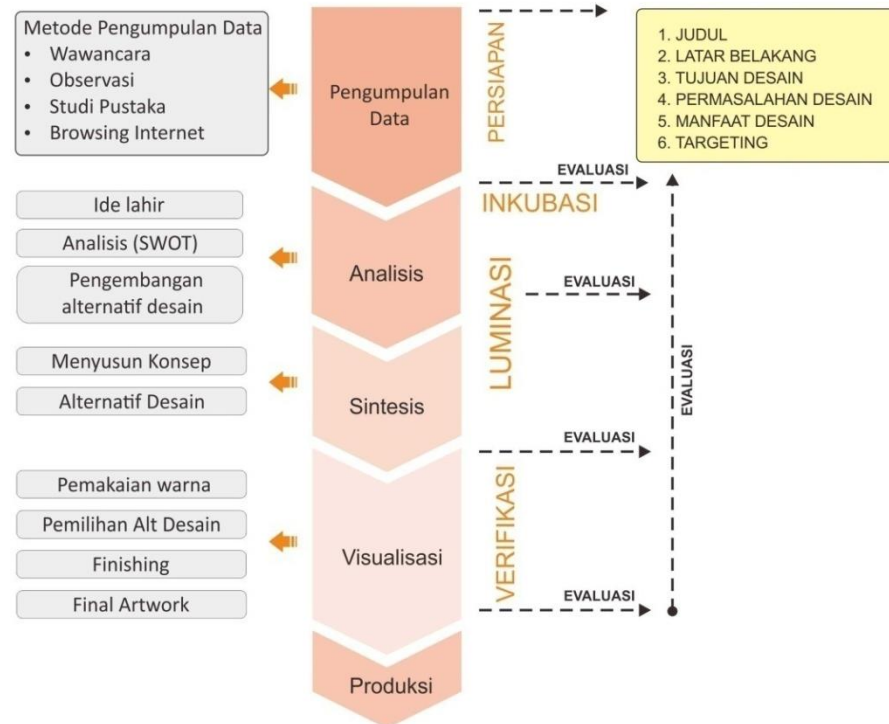 Metode Pengumpulan Data
• Wawancara
• Observasi
• Studi Pustaka
• Browsing Internet
Pengumpulan
Data
PERSIAPAN
1. JUDUL
2. LATAR BELAKANG
3. TUJUAN DESAIN
4. PERMASALAHAN DESAIN
5. MANFAAT DESAIN
6. TARGETING
EVALUASI
INKUBASI
Ide lahir
Analisis (SWOT)
Pengembangan
alternatif desain
Analisis
LUMINASI
EVALUASI
EVALUASI
Menyusun Konsep
Alternatif Desain
Sintesis
EVALUASI
Pemakaian warna
Pemilihan Alt Desain
Finishing
Final Artwork
Visualisasi
VERIFIKASI
EVALUASI
Produksi